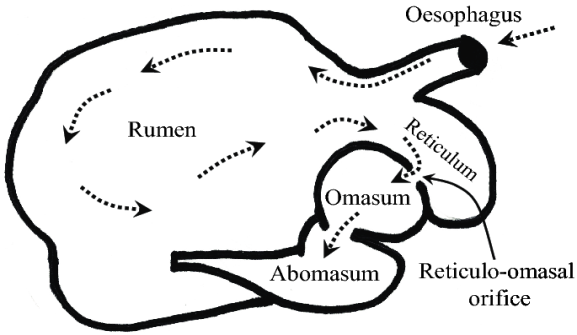 Oesophagus
Rumen
Reticulum
Omasum
Abomasum
Reticulo-omasal
orifice